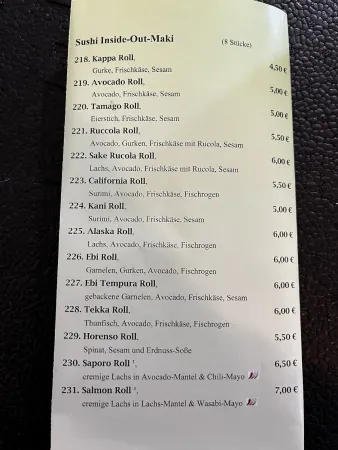 Sushi Inside-Out-Maki (8 Stücke)
218. Kappa Roll,
Gurke, Frischkäse, Sesam 4,50 €
219. Avocado Roll,
Avocado, Frischkäse, Sesam 5,00 €
220. Tamago Roll,
Eierstich, Frischkäse, Sesam 5,00 €
221. Ruccola Roll,
Avocado, Gurken, Frischkäse mit Rucola, Sesam 5,50 €
222. Sake Rucola Roll,
Lachs, Avocado, Frischkäse mit Rucola, Sesam 6,00 €
223. California Roll,
Surimi, Avocado, Frischkäse, Fischrogen 5,50 €
224. Kani Roll,
Surimi, Avocado, Frischkäse, Sesam 5,00 €
225. Alaska Roll,
Lachs, Avocado, Frischkäse, Fischrogen 6,00 €
226. Ebi Roll,
Garnelen, Gurken, Avocado, Fischrogen 6,00 €
227. Ebi Tempura Roll,
gebackene Garnelen, Avocado, Frischkäse, Sesam 6,00 €
228. Tekka Roll,
Thunfisch, Avocado, Frischkäse, Fischrogen 6,00 €
229. Horenso Roll,
Spinat, Sesam und Erdnuss-Soße 5,50 €
230. Saporo Roll ¹,
cremige Lachs in Avocado-Mantel & Chili-Mayo 6,50 €
231. Salmon Roll ¹,
cremige Lachs in Lachs-Mantel & Wasabi-Mayo 7,00 €